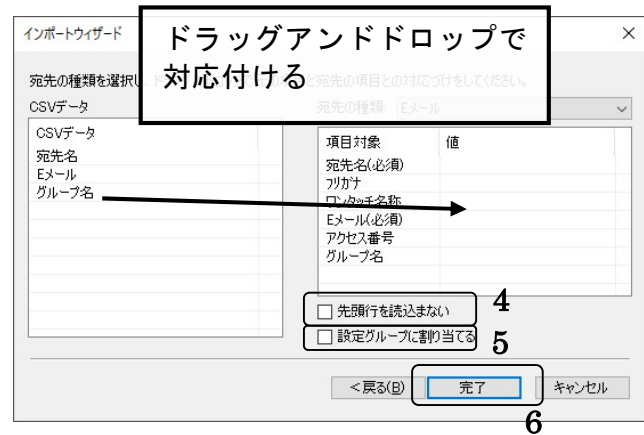 インポートウィザード
×
ドラッグアンドドロップで
対応付ける
宛先の種類を選択し
と宛先の項目との対応づけをしてください。
CSVデータ
宛先の種類: Eメール
CSVデータ
宛先名
Eメール
グループ名
項目対象 値
宛先名(必須)
フリガナ
ワンタッチ名称
Eメール(必須)
アクセス番号
グループ名
先頭行を読込まない 4
設定グループに割り当てる 5
<戻る(B) 完了 キャンセル
6